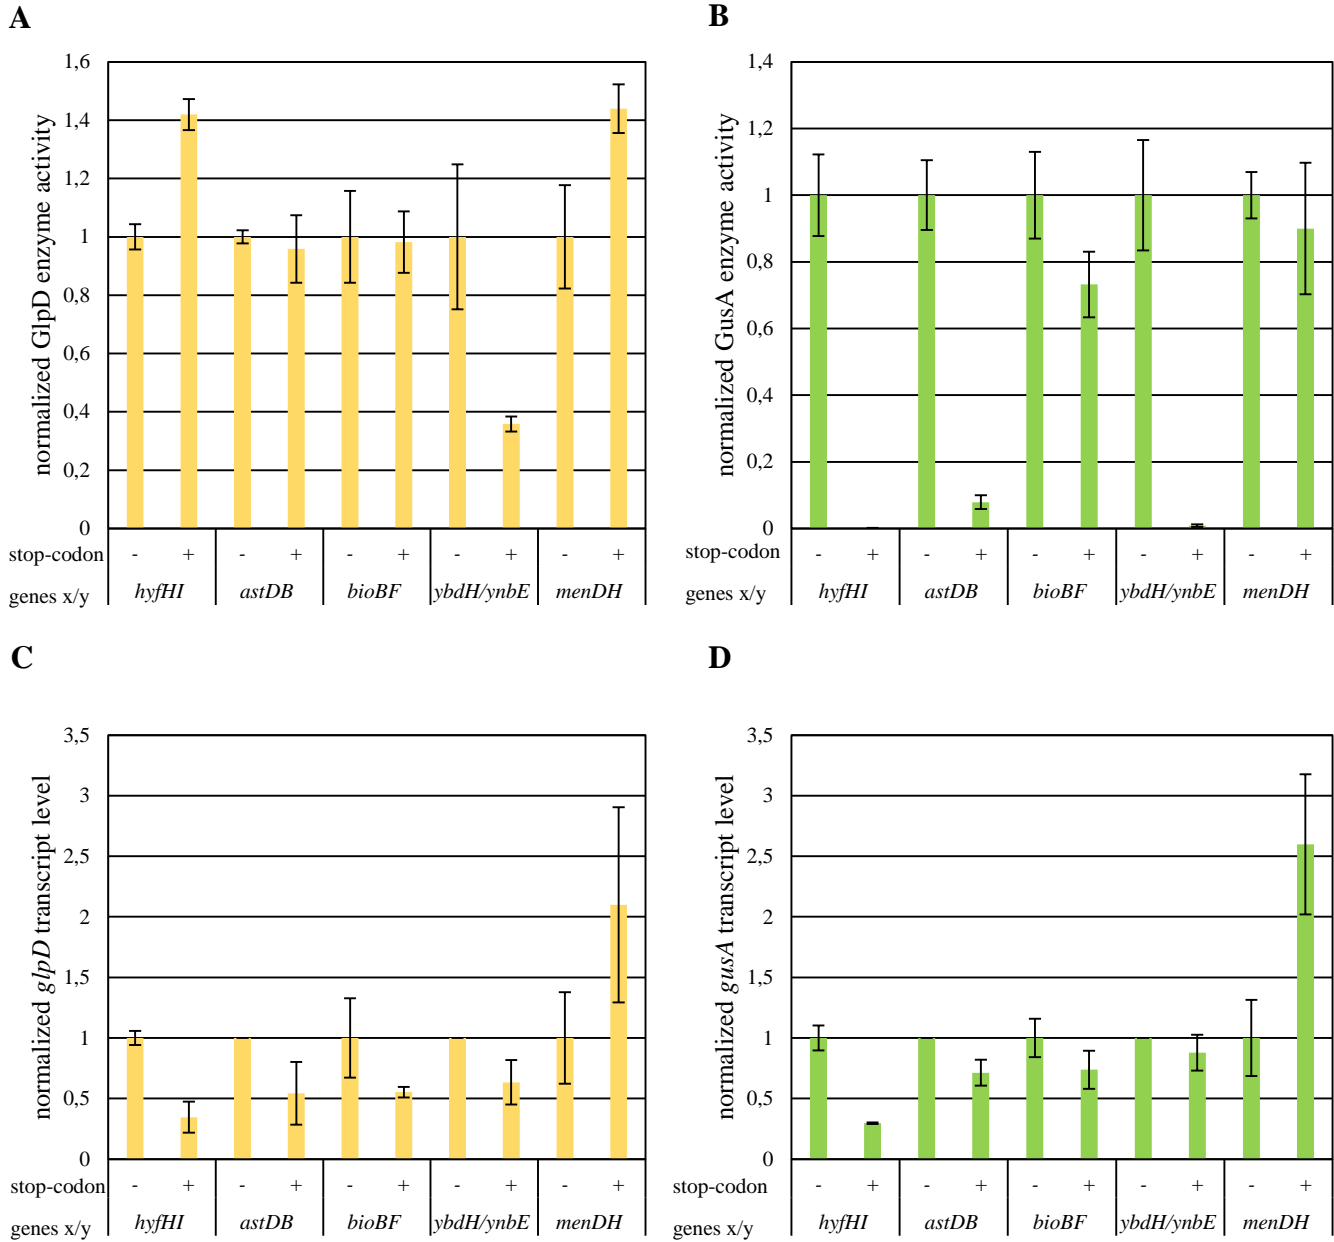 A
normalized GlpD enzyme activity
1,6
1,4
1,2
1
0,8
0,6
0,4
0,2
0
stop-codon - + - + - + - + - +
genes x/y hyfHI astDB bioBF ybdH/ynbE menDH
B
normalized GusA enzyme activity
1,4
1,2
1
0,8
0,6
0,4
0,2
0
stop-codon - + - + - + - + - +
genes x/y hyfHI astDB bioBF ybdH/ynbE menDH
C
normalized glpD transcript level
3,5
3
2,5
2
1,5
1
0,5
0
stop-codon - + - + - + - + - +
genes x/y hyfHI astDB bioBF ybdH/ynbE menDH
D
normalized gusA transcript level
3,5
3
2,5
2
1,5
1
0,5
0
stop-codon - + - + - + - + - +
genes x/y hyfHI astDB bioBF ybdH/ynbE menDH